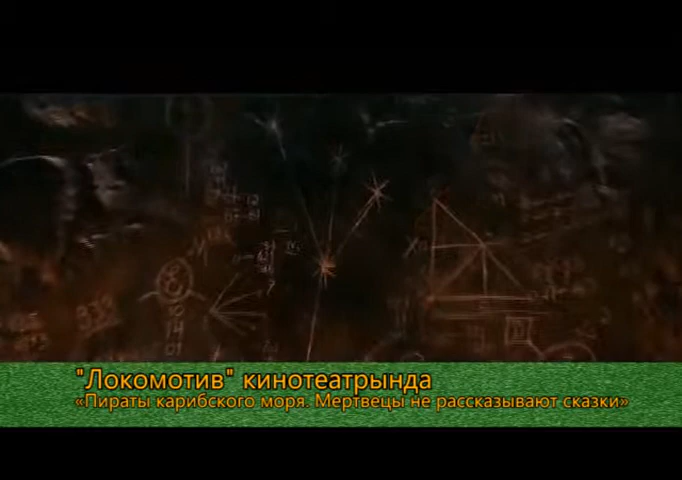 "Локомотив" кинотеатрында
«Пираты карибского моря. Мертвецы не рассказывают сказки»